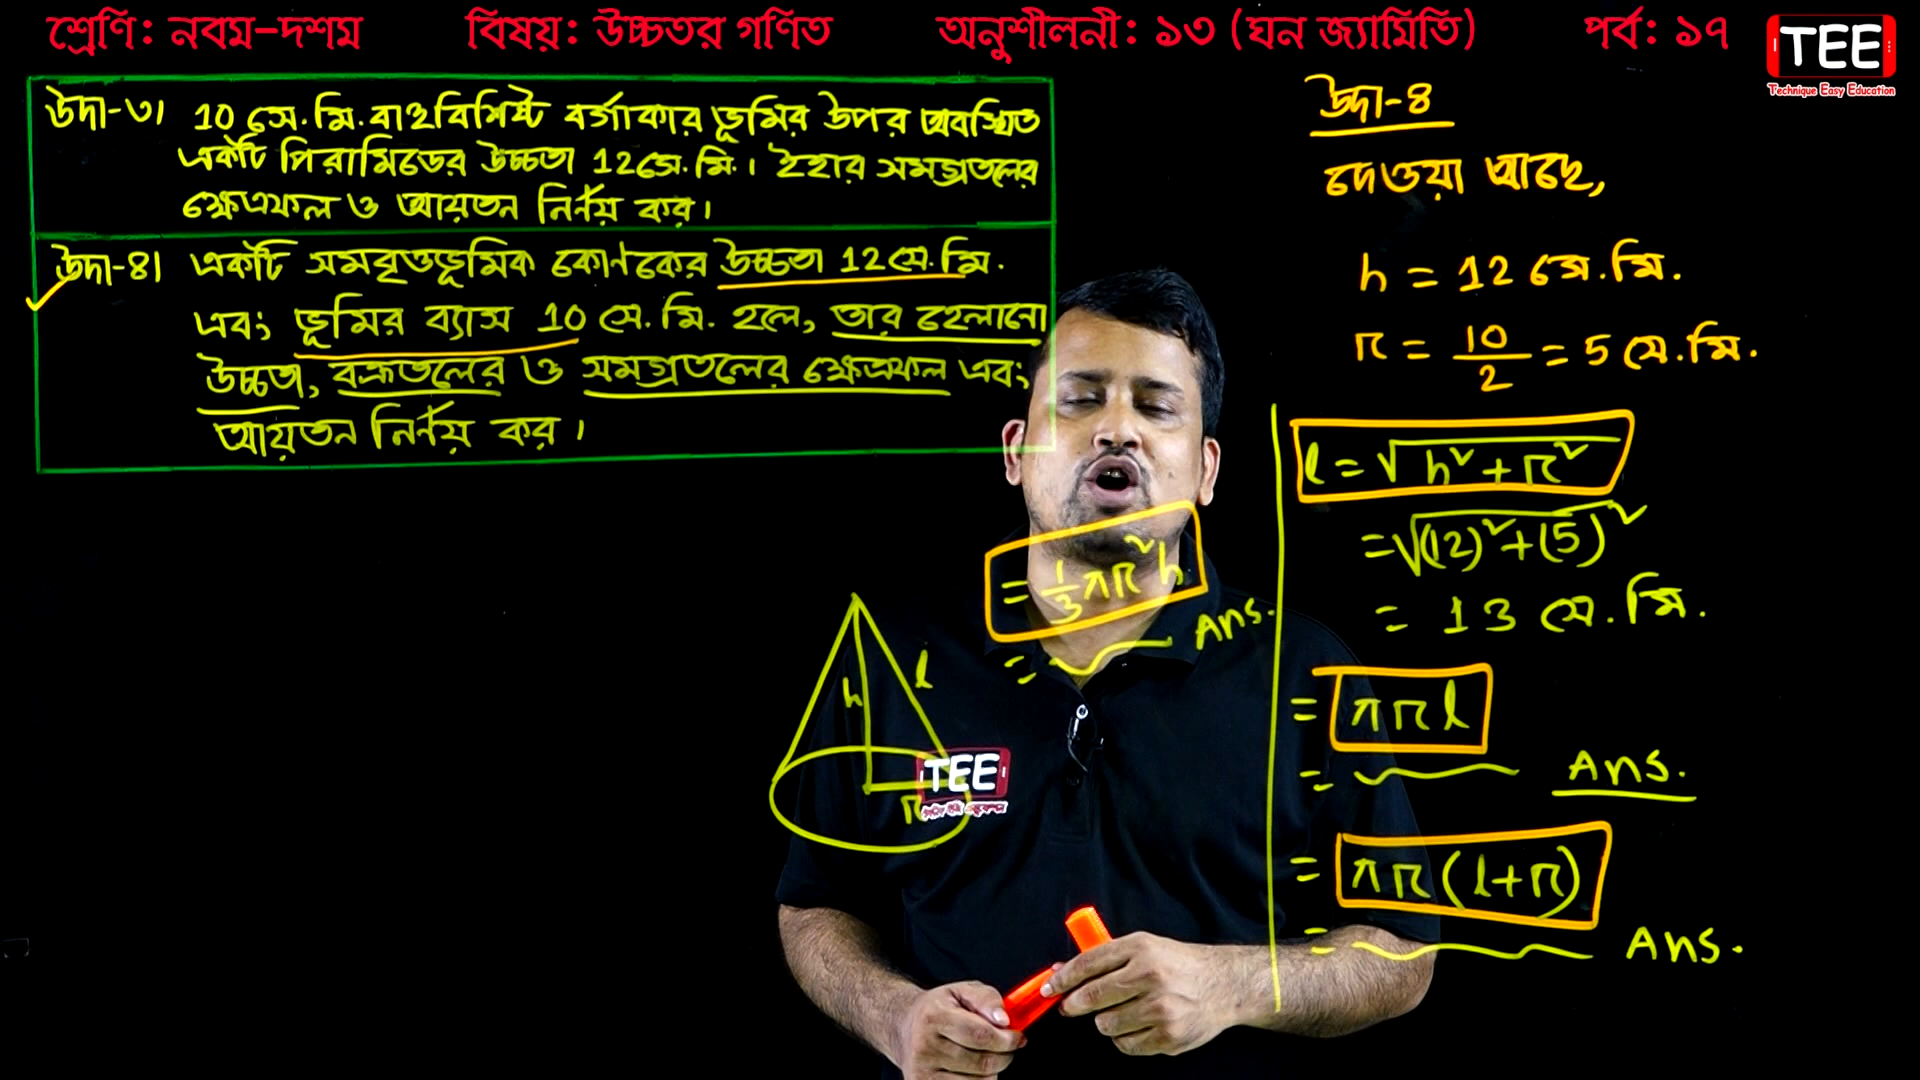 শ্রেণি: নবম-দশম বিষয়: উচ্চতর গণিত অনুশীলনী: ১৩ (ঘন জ্যামিতি) পর্ব: ১৭
TEE
Technique Easy Education
উদা-৩। 10 সে.মি. বাহুবিশিষ্ট বর্গাকার ভূমির উপর অবস্থিত
একটি পিরামিডের উচ্চতা 12 সে.মি.। ইহার সমগ্রতলের
ক্ষেত্রফল ও আয়তন নির্ণয় কর।
উদা-৪। একটি সমবৃত্তভূমিক কোণকের উচ্চতা 12 সে.মি.
এবং ভূমির ব্যাস 10 সে.মি. হলে, তার হেলানো
উচ্চতা, বক্রতলের ও সমগ্রতলের ক্ষেত্রফল এবং
আয়তন নির্ণয় কর।
উদা-৪
দেওয়া আছে,
h = 12 সে.মি.
r = 10/2 = 5 সে.মি.
l = √h² + r²
= √(12)² + (5)²
= 13 সে.মি.
= πrl
= Ans.
= πr(l+r)
= Ans.
= 1/3 πr²h
= Ans.
h
l
r
TEE